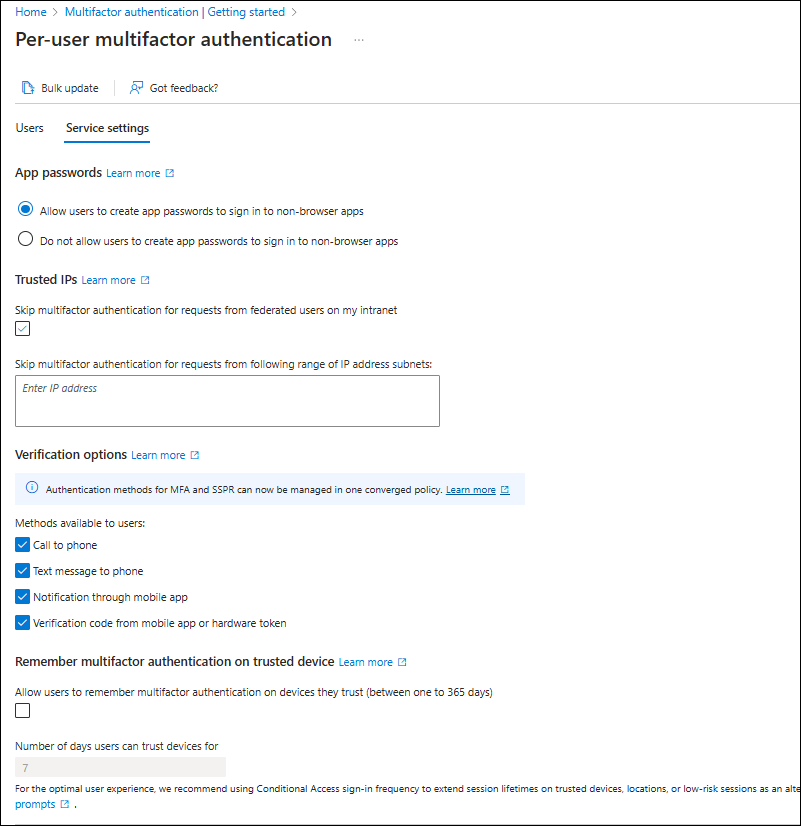 Home > Multifactor authentication | Getting started >
Per-user multifactor authentication ...
Bulk update Got feedback?
Users Service settings
App passwords Learn more
Allow users to create app passwords to sign in to non-browser apps
Do not allow users to create app passwords to sign in to non-browser apps
Trusted IPs Learn more
Skip multifactor authentication for requests from federated users on my intranet
Skip multifactor authentication for requests from following range of IP address subnets:
Enter IP address
Verification options Learn more
Authentication methods for MFA and SSPR can now be managed in one converged policy. Learn more
Methods available to users:
Call to phone
Text message to phone
Notification through mobile app
Verification code from mobile app or hardware token
Remember multifactor authentication on trusted device Learn more
Allow users to remember multifactor authentication on devices they trust (between one to 365 days)
Number of days users can trust devices for
7
For the optimal user experience, we recommend using Conditional Access sign-in frequency to extend session lifetimes on trusted devices, locations, or low-risk sessions as an alte
prompts .